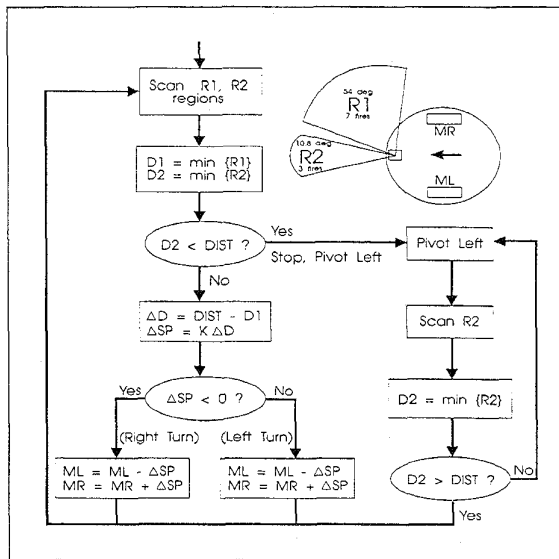 Scan R1, R2
regions
54 deg
R1
7 fires
10.8 deg
R2
3 fires
MR
ML
D1 = min {R1}
D2 = min {R2}
D2 < DIST ?
Yes
Stop, Pivot Left
No
Pivot Left
ΔD = DIST - D1
ΔSP = K ΔD
Scan R2
Yes
ΔSP < 0 ?
No
D2 = min {R2}
(Right Turn)
(Left Turn)
ML = ML - ΔSP
MR = MR + ΔSP
ML = ML - ΔSP
MR = MR + ΔSP
D2 > DIST ?
No
Yes